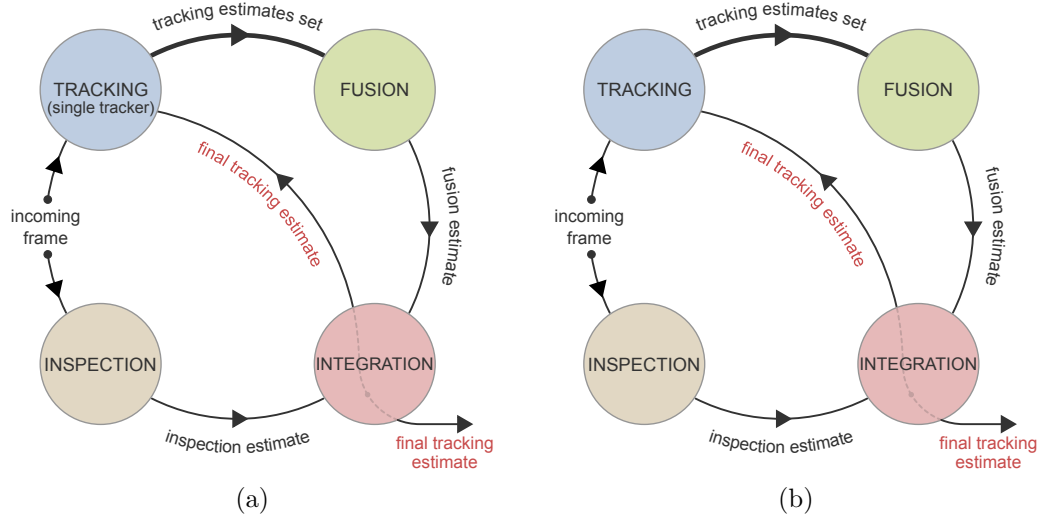 tracking estimates set
TRACKING
(single tracker)
FUSION
final tracking estimate
fusion estimate
incoming
frame
INSPECTION
INTEGRATION
inspection estimate
final tracking
estimate
(a)
tracking estimates set
TRACKING
FUSION
final tracking estimate
fusion estimate
incoming
frame
INSPECTION
INTEGRATION
inspection estimate
final tracking
estimate
(b)